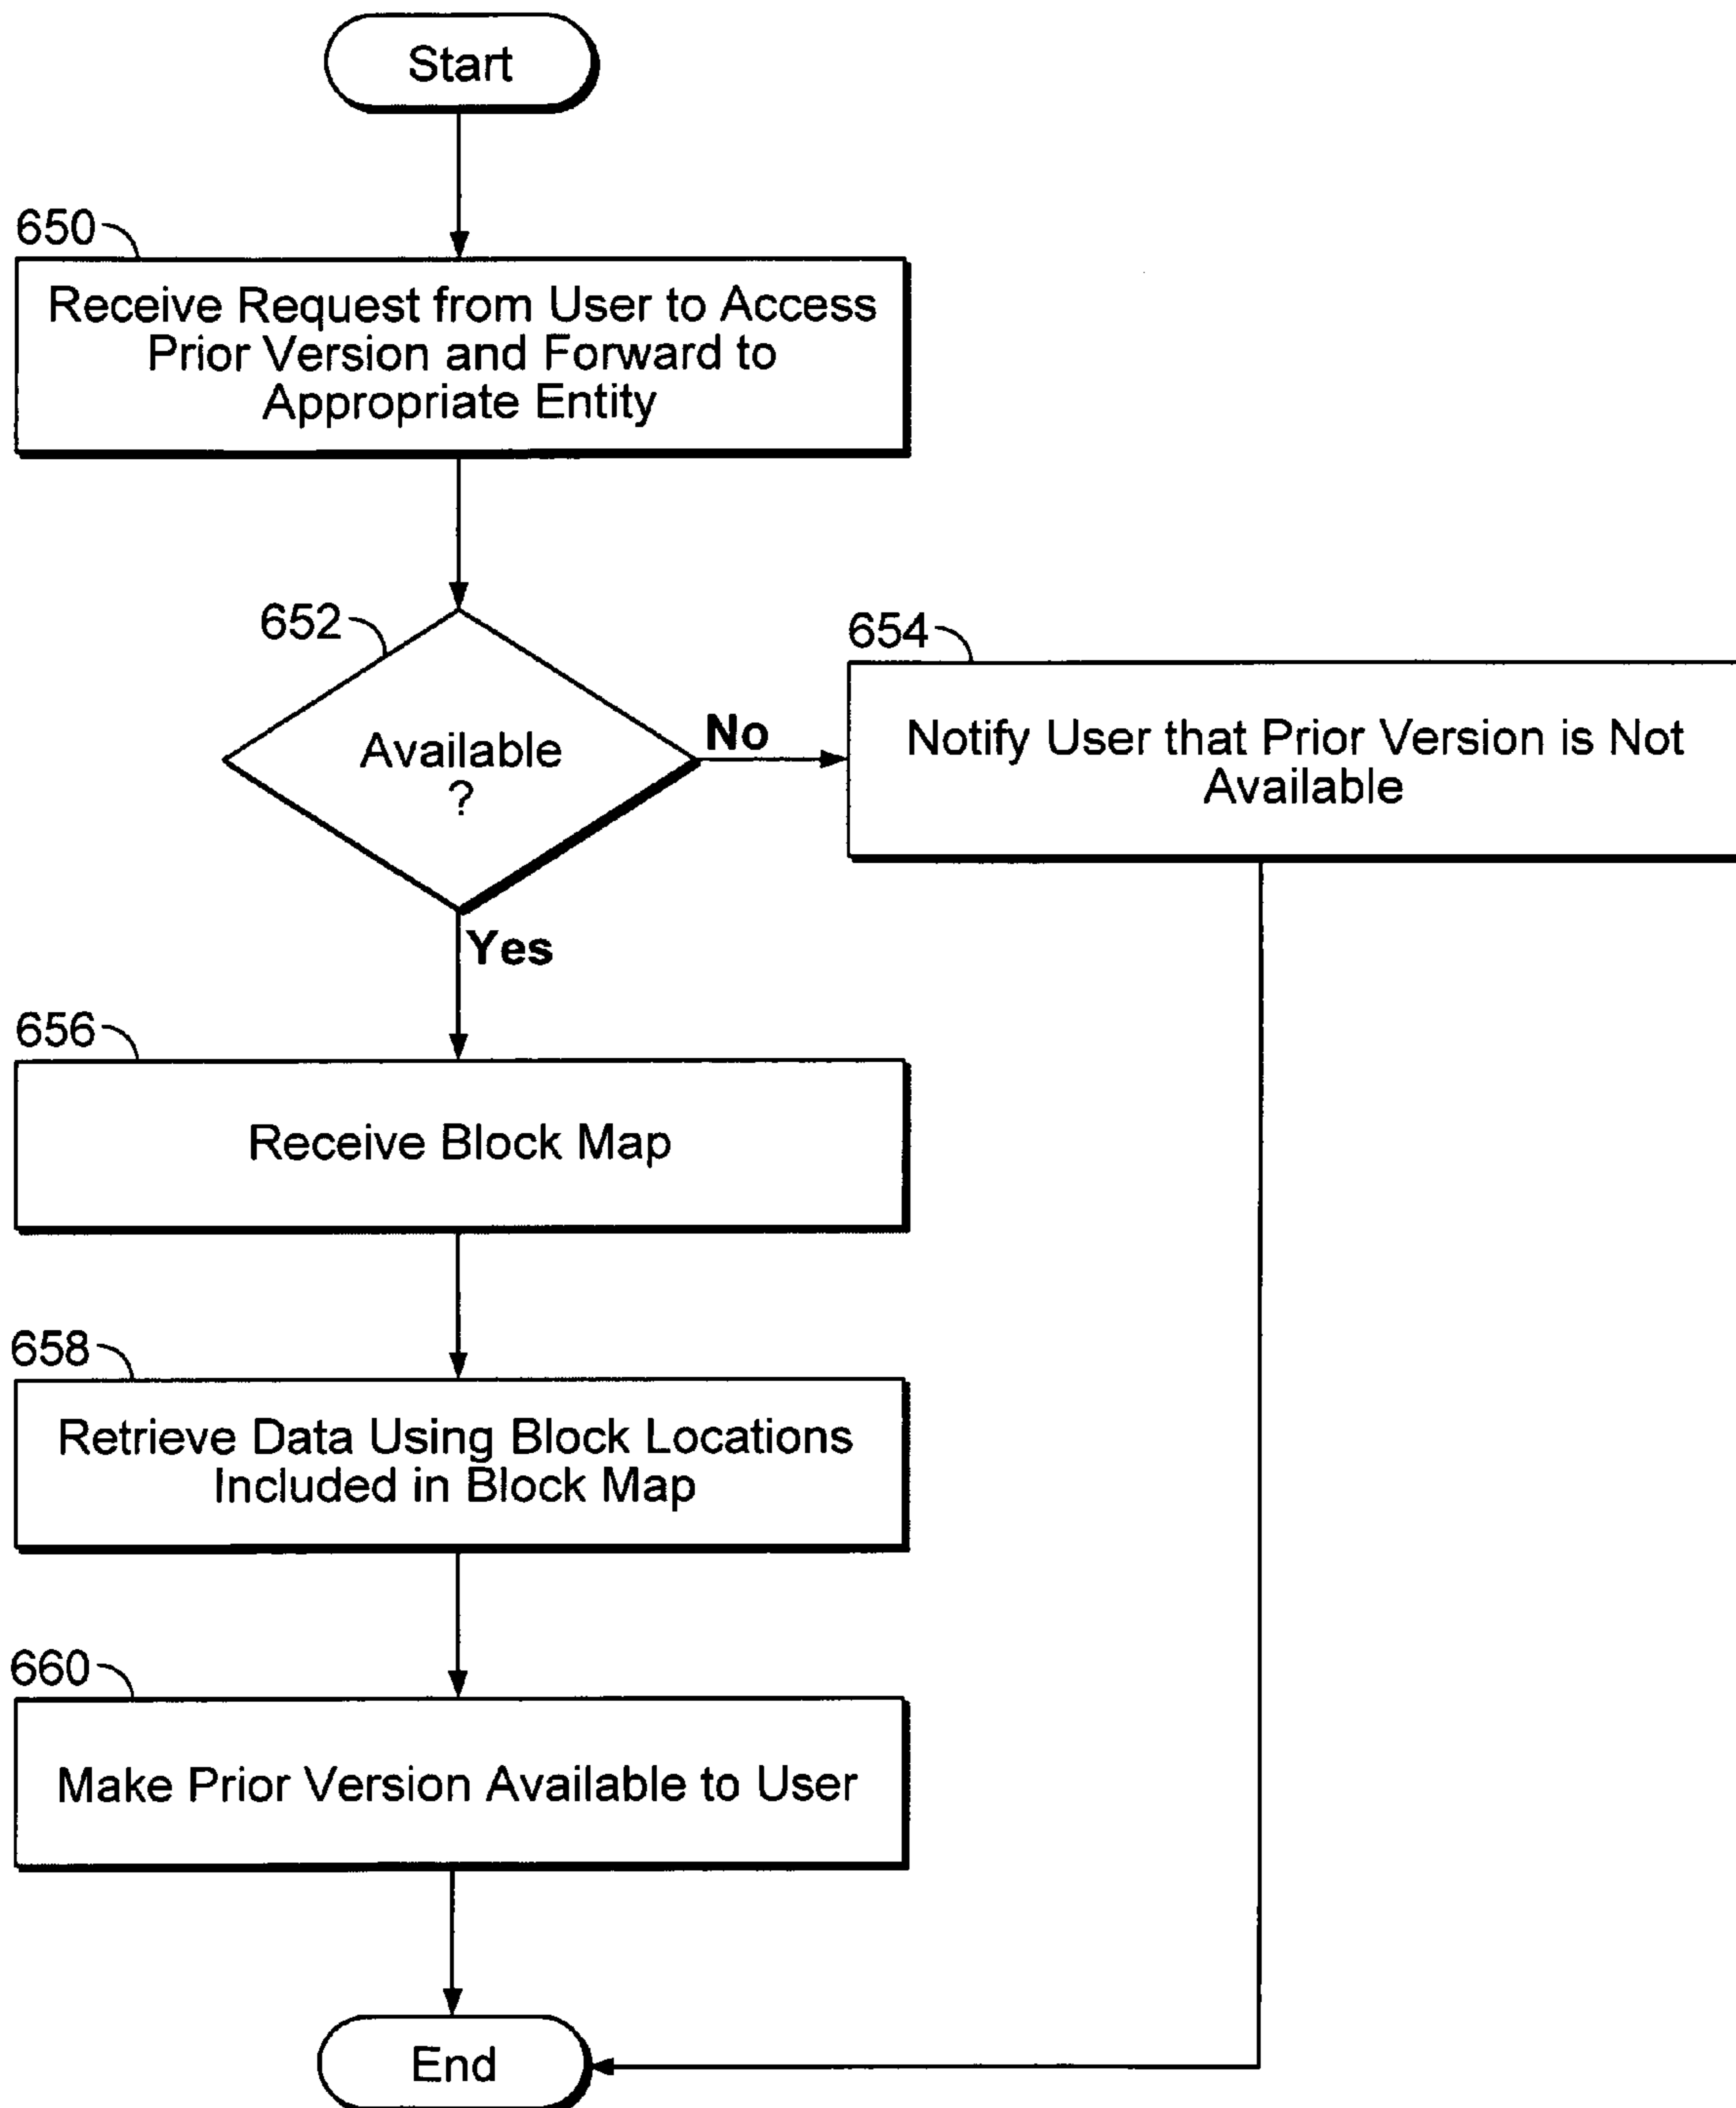 Start
650
Receive Request from User to Access
Prior Version and Forward to
Appropriate Entity
652
Available
?
No
654
Notify User that Prior Version is Not
Available
Yes
656
Receive Block Map
658
Retrieve Data Using Block Locations
Included in Block Map
660
Make Prior Version Available to User
End